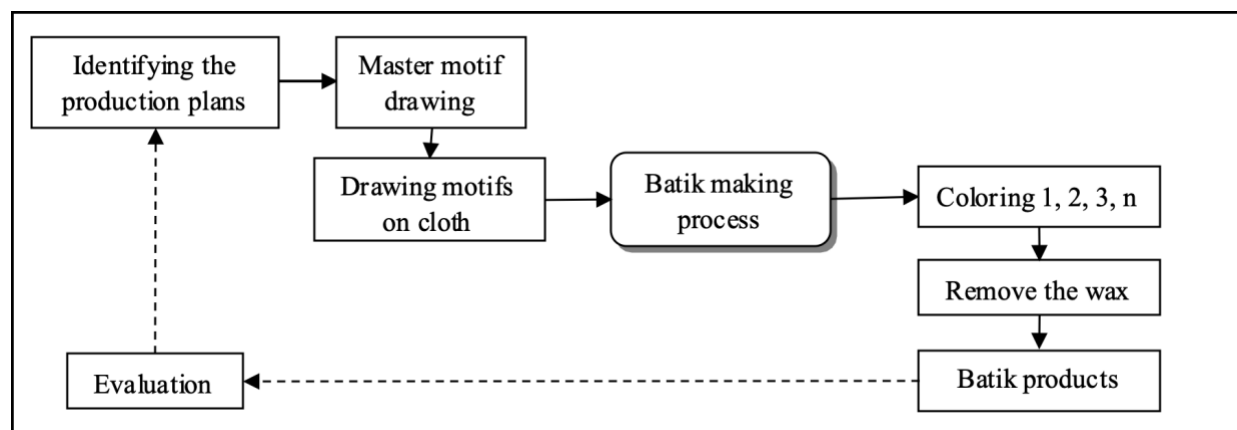 Identifying the
production plans
Master motif
drawing
Drawing motifs
on cloth
Batik making
process
Coloring 1, 2, 3, n
Remove the wax
Batik products
Evaluation